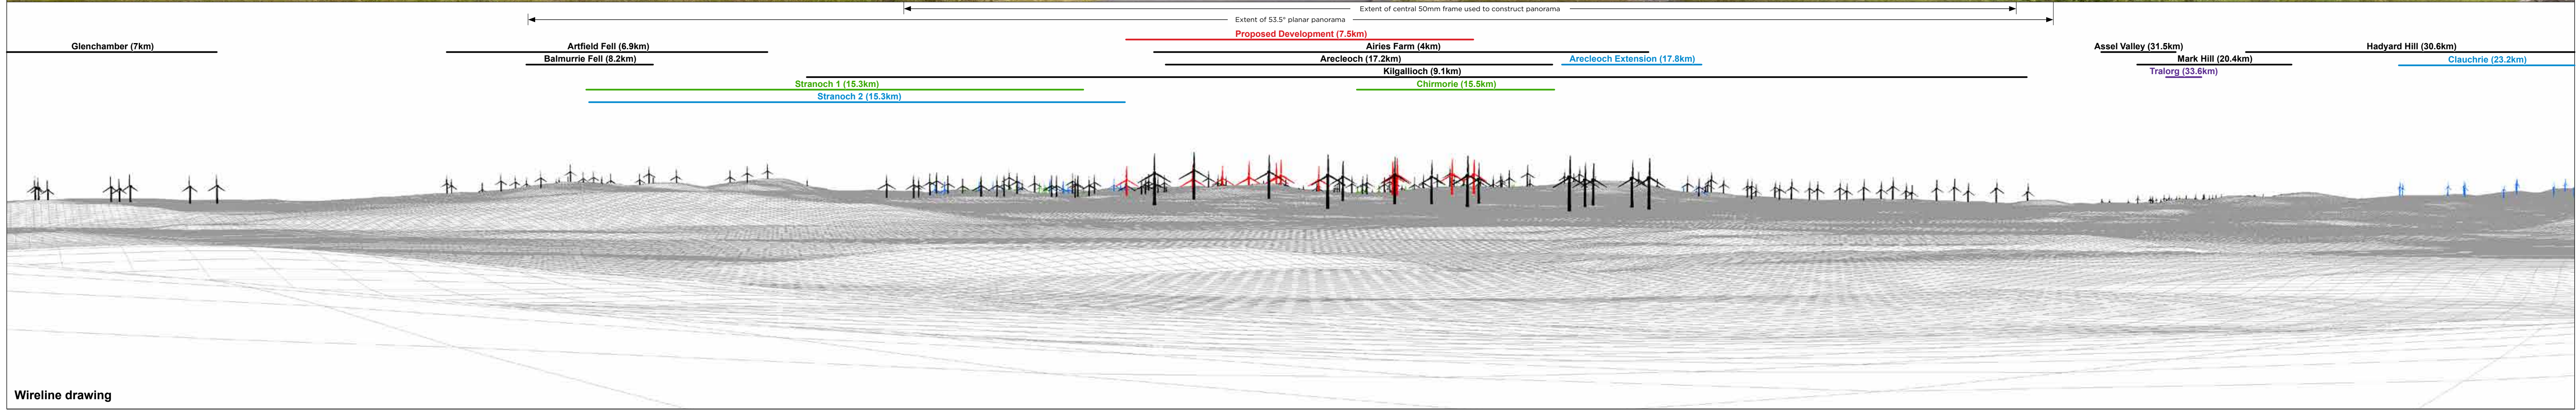 Extent of central 50mm frame used to construct panorama
Extent of 53.5° planar panorama
Proposed Development (7.5km)
Glenchamber (7km)
Artfield Fell (6.9km)
Airies Farm (4km)
Assel Valley (31.5km)
Hadyard Hill (30.6km)
Balmurrie Fell (8.2km)
Arecleoch (17.2km)
Arecleoch Extension (17.8km)
Mark Hill (20.4km)
Clauchrie (23.2km)
Kilgallioch (9.1km)
Tralorg (33.6km)
Stranoch 1 (15.3km)
Chirmorie (15.5km)
Stranoch 2 (15.3km)
Wireline drawing